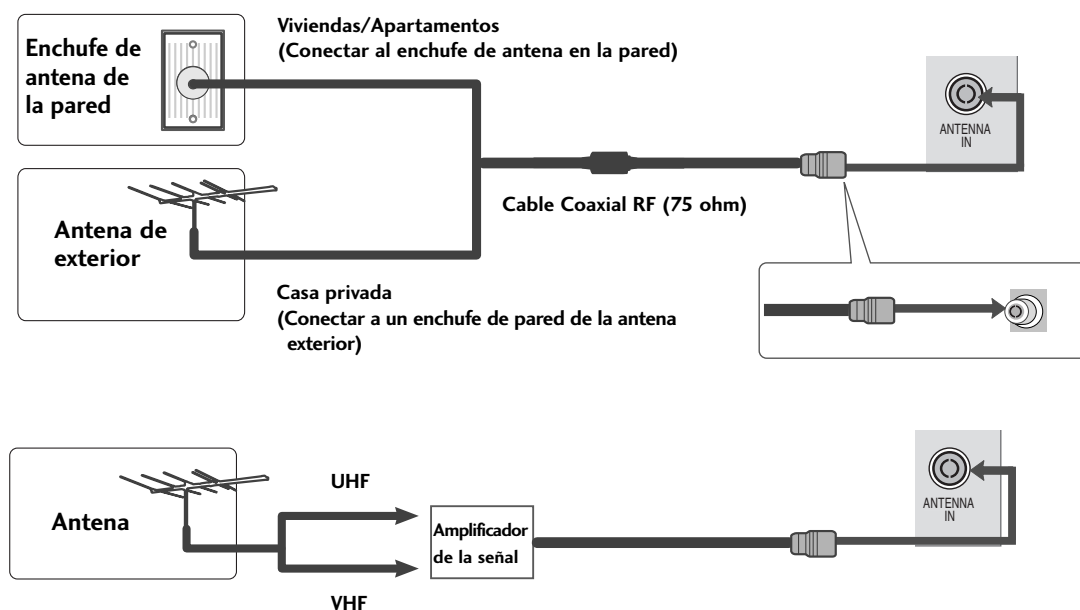 Viviendas/Apartamentos
(Conectar al enchufe de antena en la pared)
Enchufe de
antena de
la pared
ANTENNA
IN
Cable Coaxial RF (75 ohm)
Antena de
exterior
Casa privada
(Conectar a un enchufe de pared de la antena
exterior)
UHF
Antena
Amplificador
de la señal
ANTENNA
IN
VHF